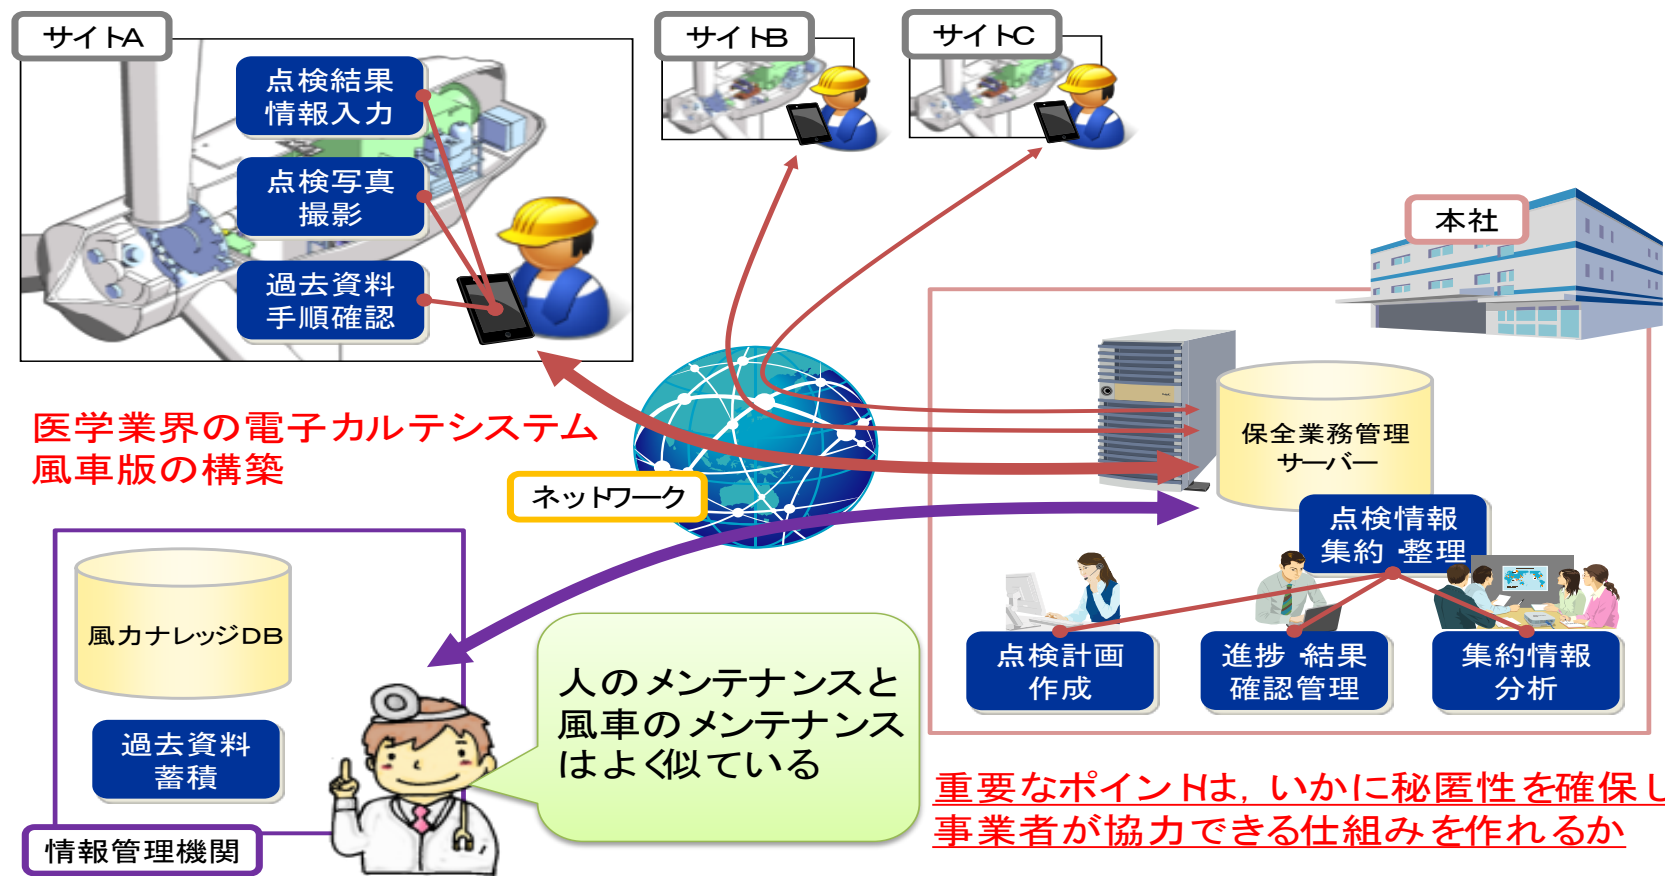 サイトA
サイトB
サイトC
点検結果
情報入力
点検写真
撮影
過去資料
手順確認
本社
医学業界の電子カルテシステム
風車版の構築
ネットワーク
保全業務管理
サーバー
点検情報
集約・整理
点検計画
作成
進捗・結果
確認管理
集約情報
分析
風力ナレッジDB
過去資料
蓄積
情報管理機関
人のメンテナンスと
風車のメンテナンス
はよく似ている
重要なポイントは，いかに秘匿性を確保し
事業者が協力できる仕組みを作れるか